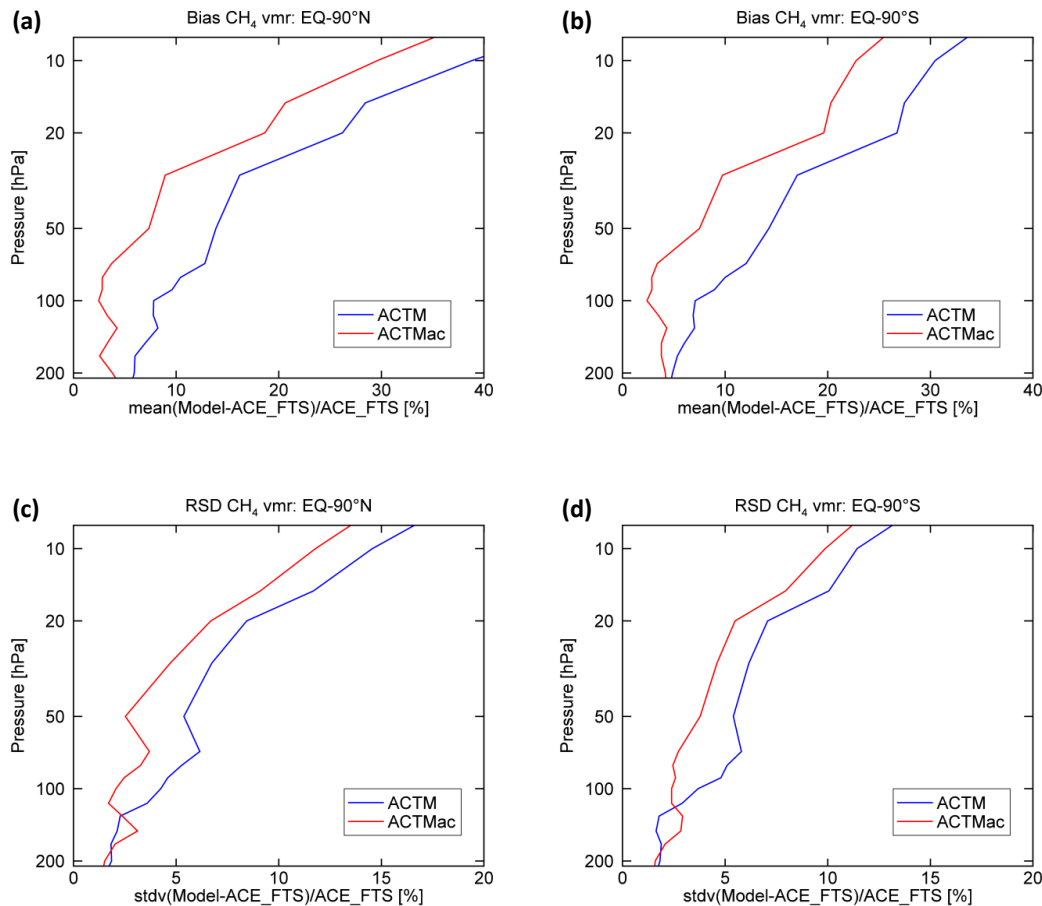 (a)
Bias CH₄ vmr: EQ-90°N
Pressure [hPa]
10
20
50
100
200
ACTM
ACTMac
0 10 20 30 40
mean(Model-ACE_FTS)/ACE_FTS [%]
(b)
Bias CH₄ vmr: EQ-90°S
Pressure [hPa]
10
20
50
100
200
ACTM
ACTMac
0 10 20 30 40
mean(Model-ACE_FTS)/ACE_FTS [%]
(c)
RSD CH₄ vmr: EQ-90°N
Pressure [hPa]
10
20
50
100
200
ACTM
ACTMac
0 5 10 15 20
stdv(Model-ACE_FTS)/ACE_FTS [%]
(d)
RSD CH₄ vmr: EQ-90°S
Pressure [hPa]
10
20
50
100
200
ACTM
ACTMac
0 5 10 15 20
stdv(Model-ACE_FTS)/ACE_FTS [%]